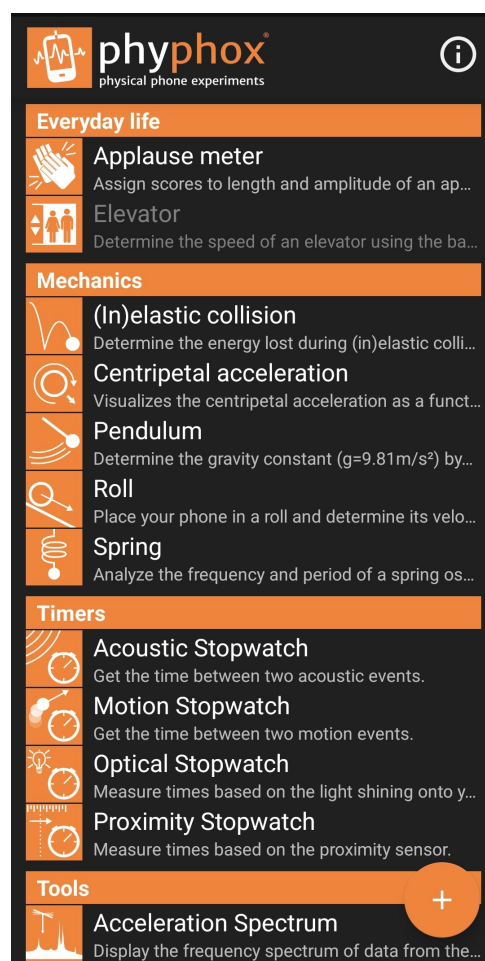 phyphox®
physical phone experiments
Everyday life
Applause meter
Assign scores to length and amplitude of an ap...
Elevator
Determine the speed of an elevator using the ba...
Mechanics
(In)elastic collision
Determine the energy lost during (in)elastic colli...
Centripetal acceleration
Visualizes the centripetal acceleration as a funct...
Pendulum
Determine the gravity constant (g=9.81m/s²) by...
Roll
Place your phone in a roll and determine its velo...
Spring
Analyze the frequency and period of a spring os...
Timers
Acoustic Stopwatch
Get the time between two acoustic events.
Motion Stopwatch
Get the time between two motion events.
Optical Stopwatch
Measure times based on the light shining onto y...
Proximity Stopwatch
Measure times based on the proximity sensor.
Tools
Acceleration Spectrum
Display the frequency spectrum of data from the...